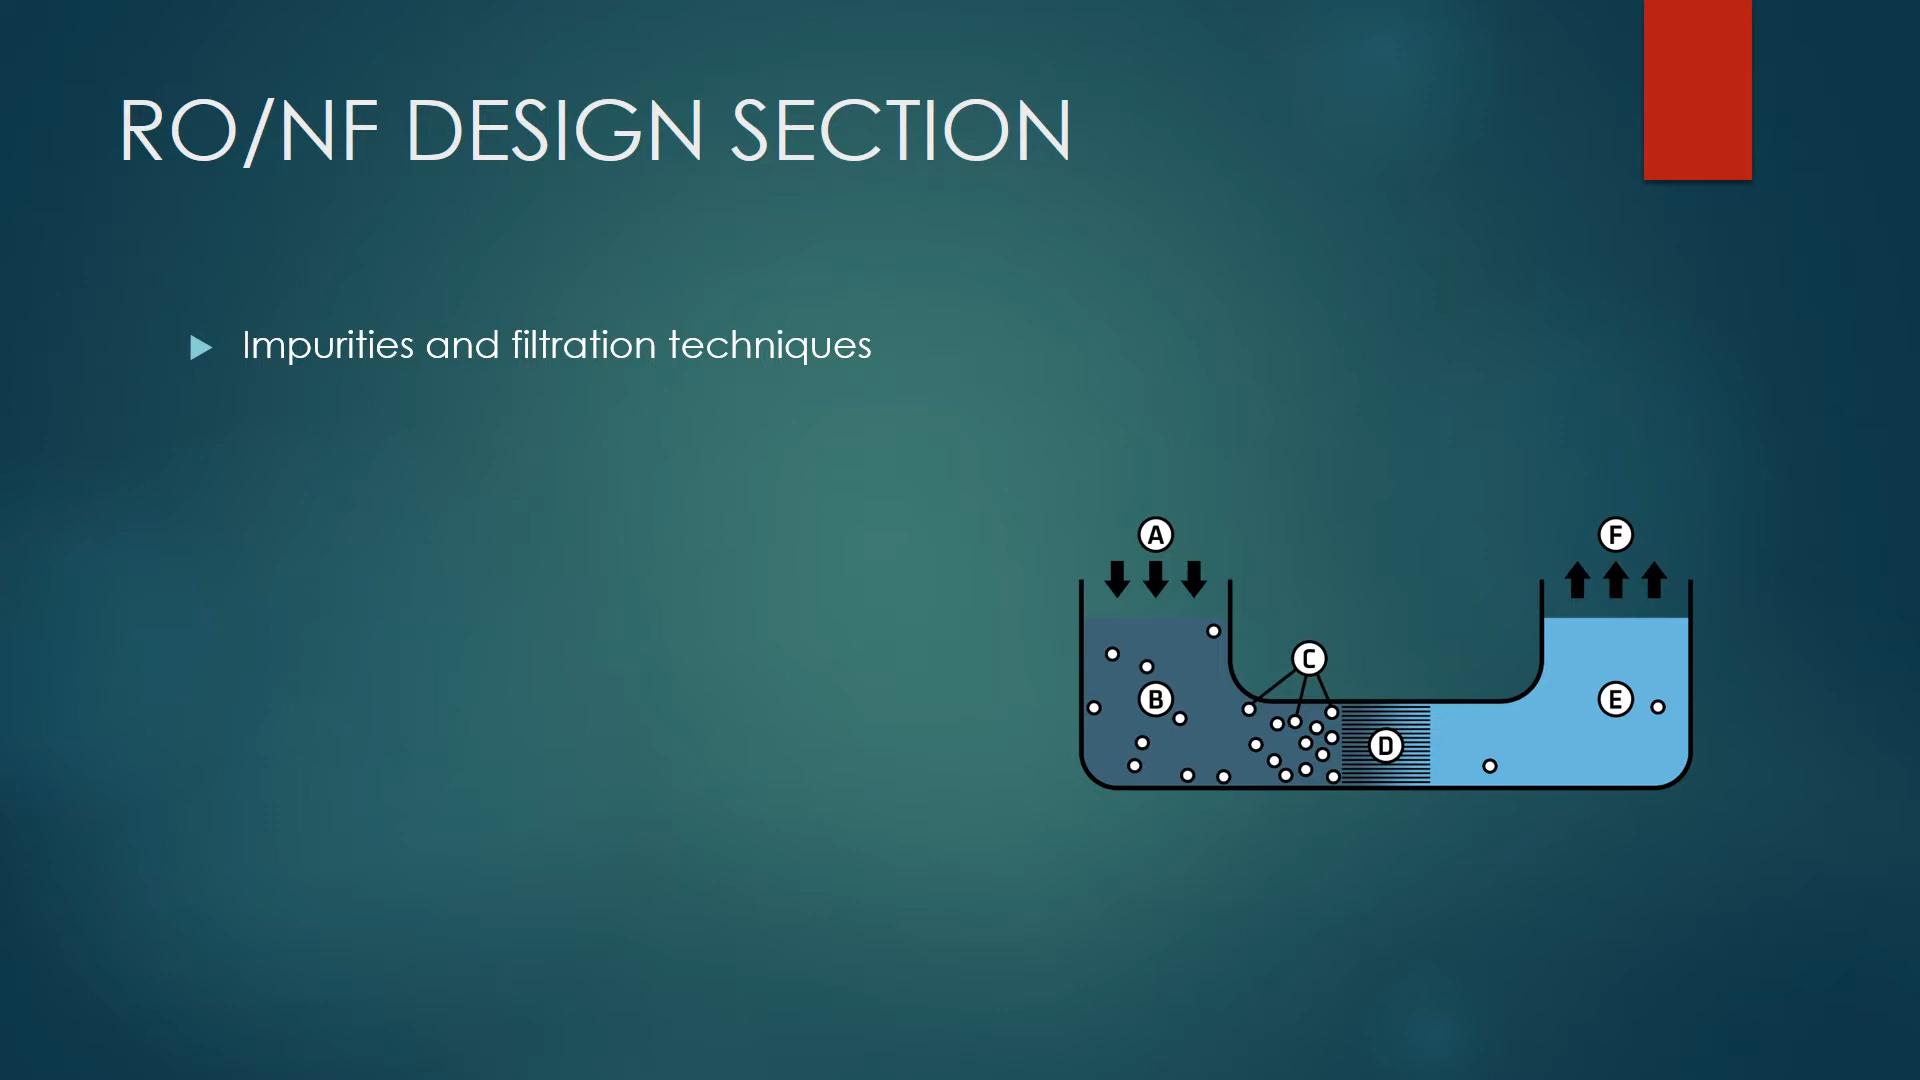 RO/NF DESIGN SECTION
Impurities and filtration techniques
A
F
C
B
E
D